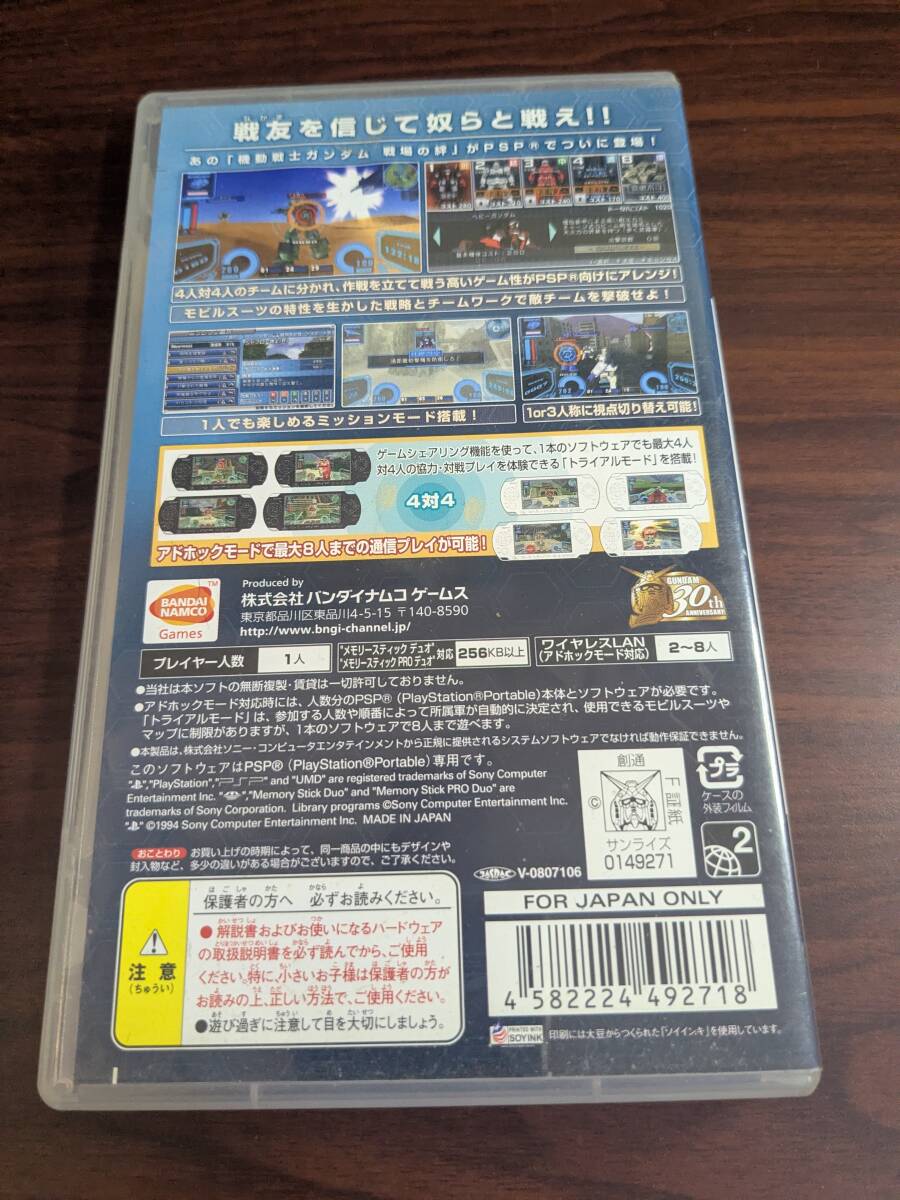 戦友を信じて奴らと戦え!!
あの「機動戦士ガンダム 戦場の絆」がPSP®でついに登場!
4人対4人のチームに分かれ、作戦を立てて戦う高いゲーム性がPSP®向けにアレンジ!
モビルスーツの特性を生かした戦略とチームワークで敵チームを撃破せよ!
1人でも楽しめるミッションモード搭載!
1or3人称に視点切り替え可能!
ゲームシェアリング機能を使って、1本のソフトウェアでも最大4人
対4人の協力・対戦プレイを体験できる「トライアルモード」を搭載!
4対4
アドホックモードで最大8人までの通信プレイが可能!
BANDAI
NAMCO
Games
TM
Produced by
株式会社 バンダイナムコ ゲームス
東京都品川区東品川4-5-15 〒140-8590
http://www.bngi-channel.jp/
GUNDAM
30th
ANNIVERSARY
プレイヤー人数 1人
"メモリースティック デュオ"
"メモリースティック PRO デュオ" 対応 256KB以上
ワイヤレスLAN
(アドホックモード対応) 2〜8人
●当社は本ソフトの無断複製・賃貸は一切許可しておりません。
●アドホックモード対応時には、人数分のPSP®(PlayStation®Portable)本体とソフトウェアが必要です。
「トライアルモード」は、参加する人数や順番によって所属軍が自動的に決定され、使用できるモビルスーツや
マップに制限がありますが、1本のソフトウェアで8人まで遊べます。
●本製品は、株式会社ソニー・コンピュータエンタテインメントから正規に提供されるシステムソフトウェアでなければ動作保証できません。
このソフトウェアはPSP®(PlayStation®Portable)専用です。
"PlayStation", "PSP" and "UMD" are registered trademarks of Sony Computer
Entertainment Inc. "Memory Stick Duo" and "Memory Stick PRO Duo" are
trademarks of Sony Corporation. Library programs ©Sony Computer Entertainment Inc.
©1994 Sony Computer Entertainment Inc. MADE IN JAPAN
おことわり お買い上げの時期によって、同一商品の中にもデザインや
封入物など、多少の違いがある場合がございますので、ご了承ください。
創通
©
F証紙
サンライズ
0149271
プラ
ケースの
外装フィルム
2
JASRAC V-0807106
FOR JAPAN ONLY
4 582224 492718
注意
(ちゅうい)
保護者の方へ 必ずお読みください。
●解説書およびお使いになるハードウェア
の取扱説明書を必ず読んでから、ご使用
ください。特に、小さいお子様は保護者の方が
お読みの上、正しい方法で、ご使用ください。
●遊び過ぎに注意して目を大切にしましょう。
PRINTED WITH
SOY INK
印刷には大豆からつくられた「ソイインキ」を使用しています。